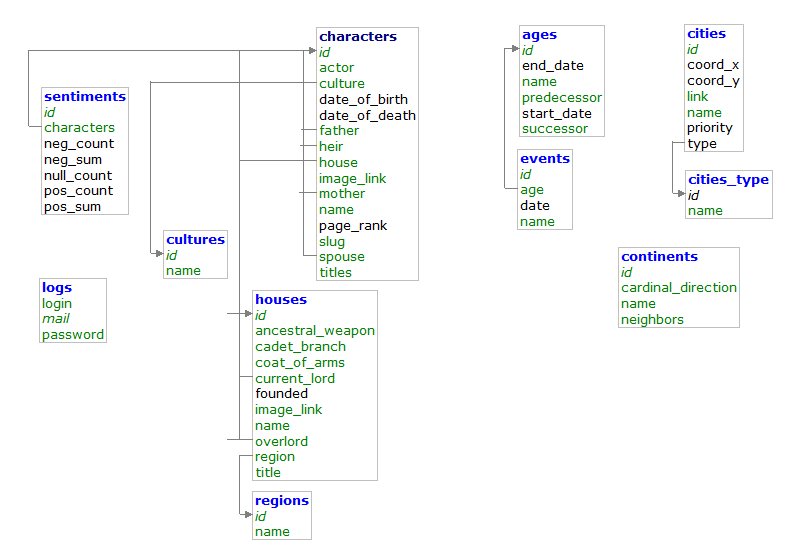 characters
id
actor
culture
date_of_birth
date_of_death
father
heir
house
image_link
mother
name
page_rank
slug
spouse
titles
ages
id
end_date
name
predecessor
start_date
successor
cities
id
coord_x
coord_y
link
name
priority
type
sentiments
id
characters
neg_count
neg_sum
null_count
pos_count
pos_sum
events
id
age
date
name
cities_type
id
name
cultures
id
name
continents
id
cardinal_direction
name
neighbors
logs
login
mail
password
houses
id
ancestral_weapon
cadet_branch
coat_of_arms
current_lord
founded
image_link
name
overlord
region
title
regions
id
name